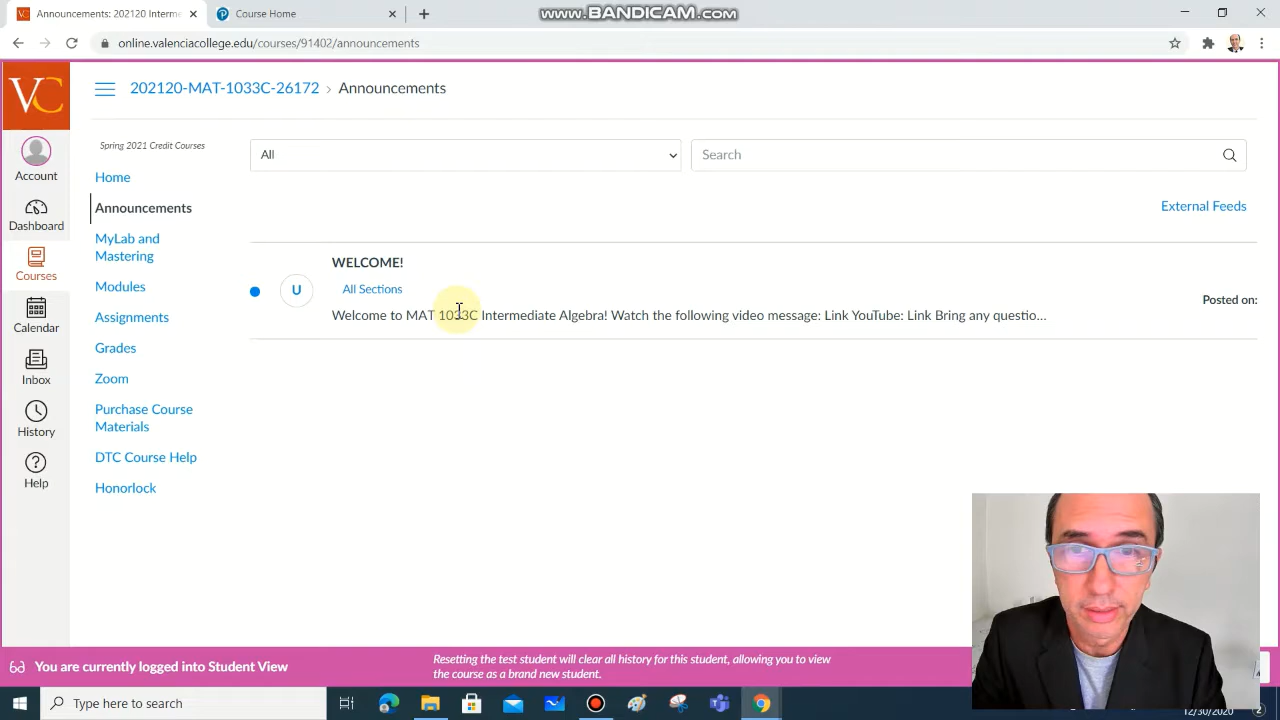 202120 Interm
Course Home
www.BANDICAM.com
online.valenciacollege.edu/courses/91402/announcements
VC
202120-MAT-1033C-26172 › Announcements
Account
Dashboard
Courses
Calendar
Inbox
History
Help
Spring 2021 Credit Courses
Home
Announcements
MyLab and
Mastering
Modules
Assignments
Grades
Zoom
Purchase Course
Materials
DTC Course Help
Honorlock
All
Search
External Feeds
WELCOME!
U
All Sections
Welcome to MAT 1033C Intermediate Algebra! Watch the following video message: Link YouTube: Link Bring any questio...
Posted on:
You are currently logged into Student View
Resetting the test student will clear all history for this student, allowing you to view
the course as a brand new student.
Type here to search
12/30/2020
2